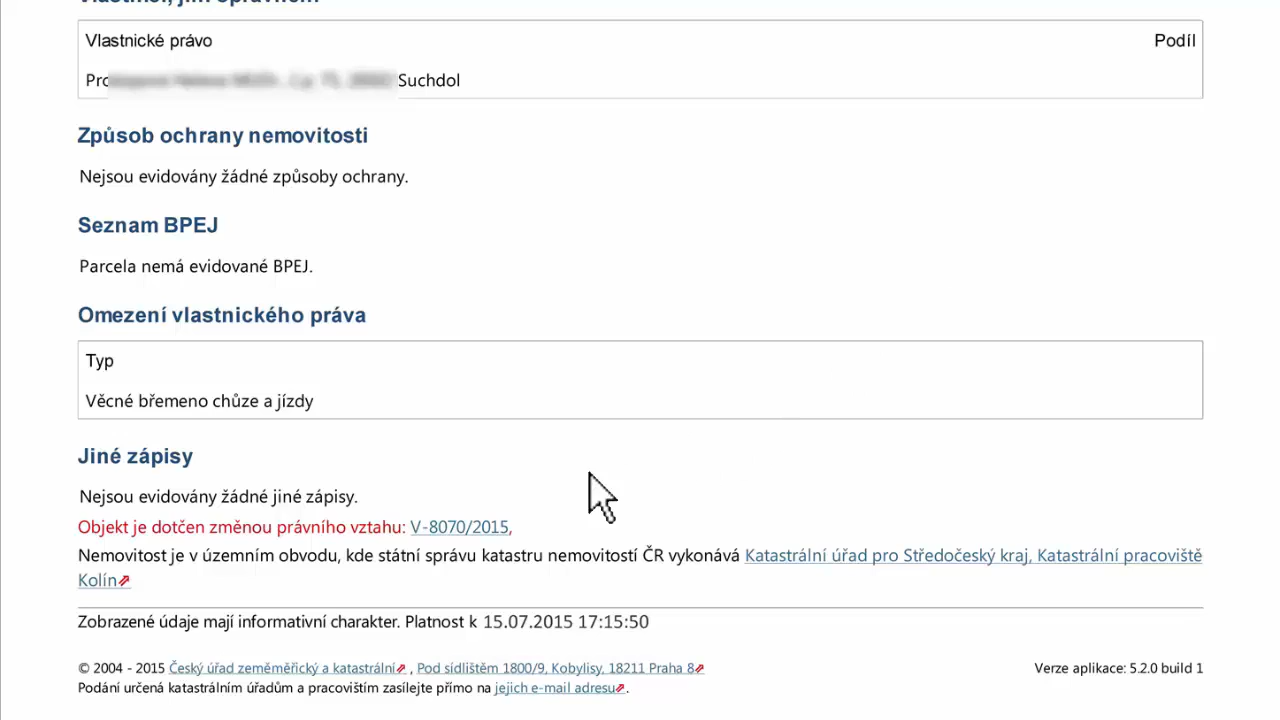 Vlastnické právo Podíl
Suchdol
Způsob ochrany nemovitosti
Nejsou evidovány žádné způsoby ochrany.
Seznam BPEJ
Parcela nemá evidované BPEJ.
Omezení vlastnického práva
Typ
Věcné břemeno chůze a jízdy
Jiné zápisy
Nejsou evidovány žádné jiné zápisy.
Objekt je dotčen změnou právního vztahu: V-8070/2015,
Nemovitost je v územním obvodu, kde státní správu katastru nemovitostí ČR vykonává Katastrální úřad pro Středočeský kraj, Katastrální pracoviště
Kolín
Zobrazené údaje mají informativní charakter. Platnost k 15.07.2015 17:15:50
© 2004 - 2015 Český úřad zeměměřický a katastrální , Pod sídlištěm 1800/9, Kobylisy, 18211 Praha 8
Verze aplikace: 5.2.0 build 1
Podání určená katastrálním úřadům a pracovištím zasílejte přímo na jejich e-mail adresu.